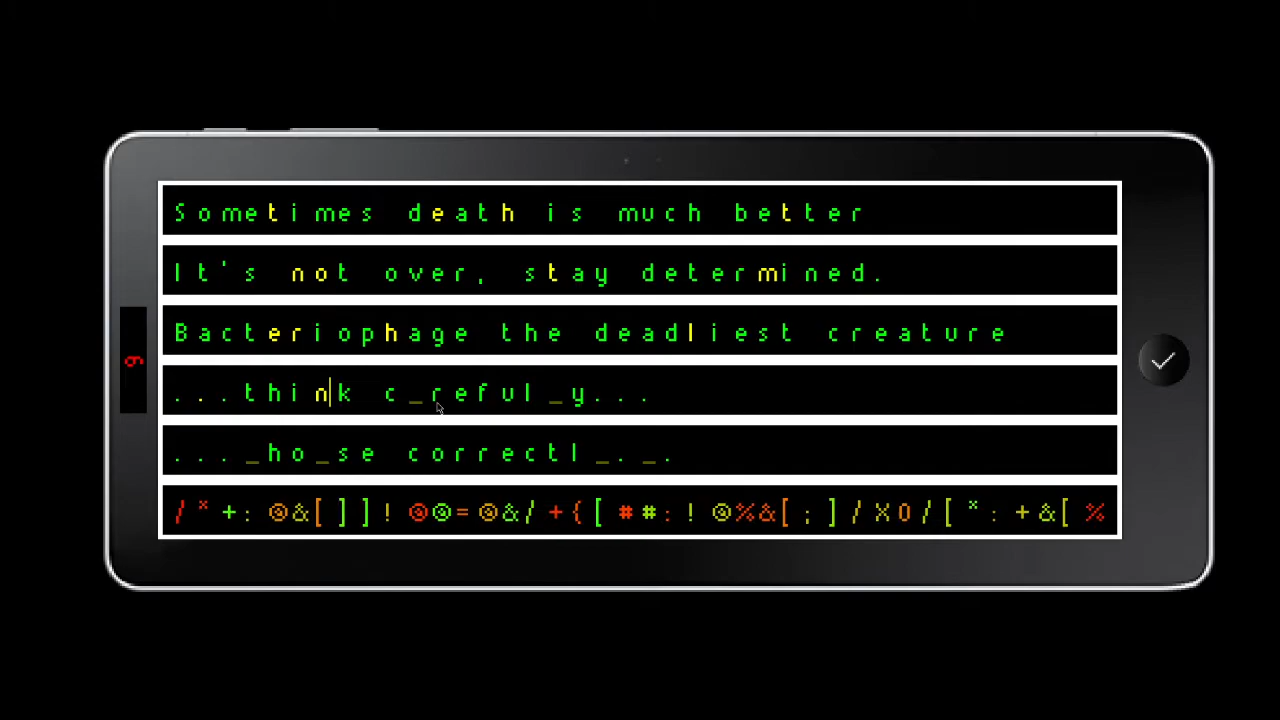 Sometimes death is much better
It's not over, stay determined.
Bacteriophage the deadliest creature
...think c_reful_y...
..._ho_se correctl_._.
/*+: @&[]]! @@=@&/ +{[ ##:! @%&[;]/X0/[*: +&[ %
9